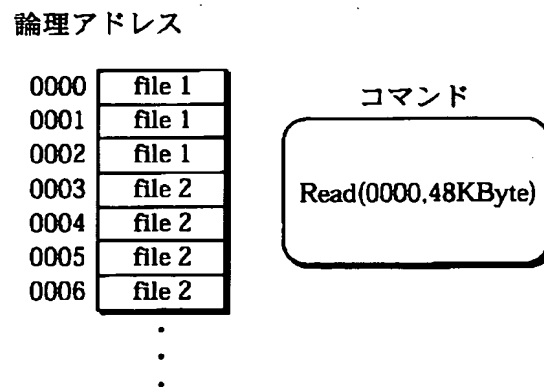 論理アドレス
0000 file 1
0001 file 1
0002 file 1
0003 file 2
0004 file 2
0005 file 2
0006 file 2
コマンド
Read(0000,48KByte)